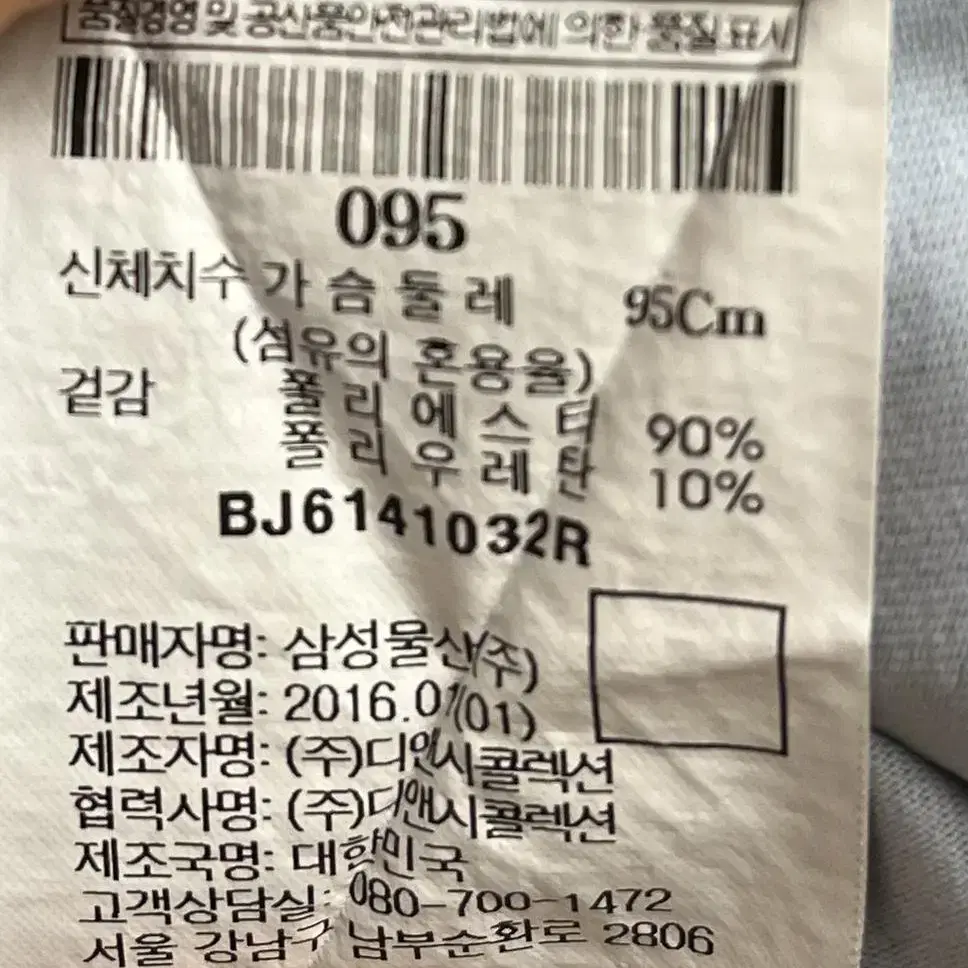 품질경영 및 공산품안전관리법에 의한 품질표시
095
신체치수 가슴둘레 95Cm
(섬유의 혼용율)
겉감 폴리에스터 90%
폴리우레탄 10%
BJ6141032R
판매자명: 삼성물산(주)
제조년월: 2016.01(01)
제조자명: (주)디앤시콜렉션
협력사명: (주)디앤시콜렉션
제조국명: 대한민국
고객상담실: 080-700-1472
서울 강남구 남부순환로 2806